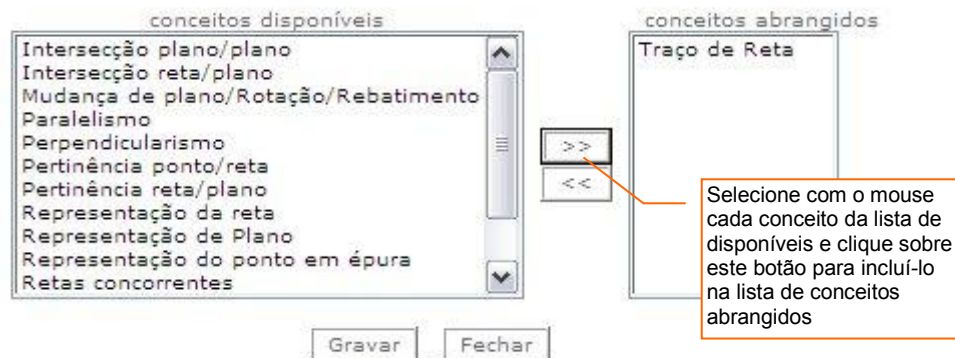 conceitos disponíveis
Intersecção plano/plano
Intersecção reta/plano
Mudança de plano/Rotação/Rebatimento
Paralelismo
Perpendicularismo
Pertinência ponto/reta
Pertinência reta/plano
Representação da reta
Representação de Plano
Representação do ponto em épura
Retas concorrentes
>>
<<
conceitos abrangidos
Traço de Reta
Selecione com o mouse
cada conceito da lista de
disponíveis e clique sobre
este botão para incluí-lo
na lista de conceitos
abrangidos
Gravar Fechar